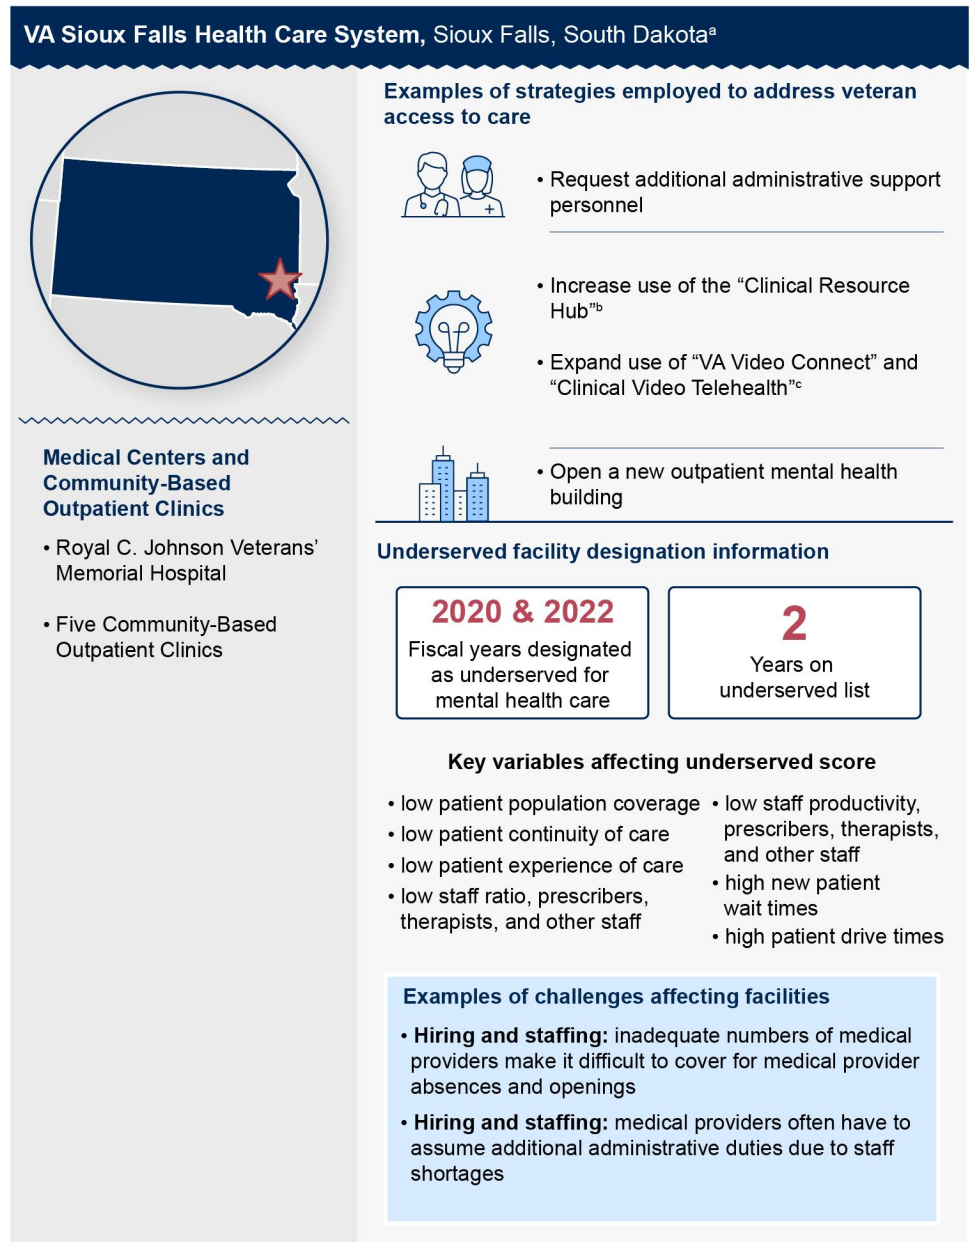 VA Sioux Falls Health Care System, Sioux Falls, South Dakotaᵃ
Medical Centers and
Community-Based
Outpatient Clinics
• Royal C. Johnson Veterans’
Memorial Hospital
• Five Community-Based
Outpatient Clinics
Examples of strategies employed to address veteran
access to care
• Request additional administrative support
personnel
• Increase use of the “Clinical Resource
Hub”ᵇ
• Expand use of “VA Video Connect” and
“Clinical Video Telehealth”ᶜ
• Open a new outpatient mental health
building
Underserved facility designation information
2020 & 2022
Fiscal years designated
as underserved for
mental health care
2
Years on
underserved list
Key variables affecting underserved score
• low patient population coverage
• low patient continuity of care
• low patient experience of care
• low staff ratio, prescribers,
therapists, and other staff
• low staff productivity,
prescribers, therapists,
and other staff
• high new patient
wait times
• high patient drive times
Examples of challenges affecting facilities
• Hiring and staffing: inadequate numbers of medical
providers make it difficult to cover for medical provider
absences and openings
• Hiring and staffing: medical providers often have to
assume additional administrative duties due to staff
shortages